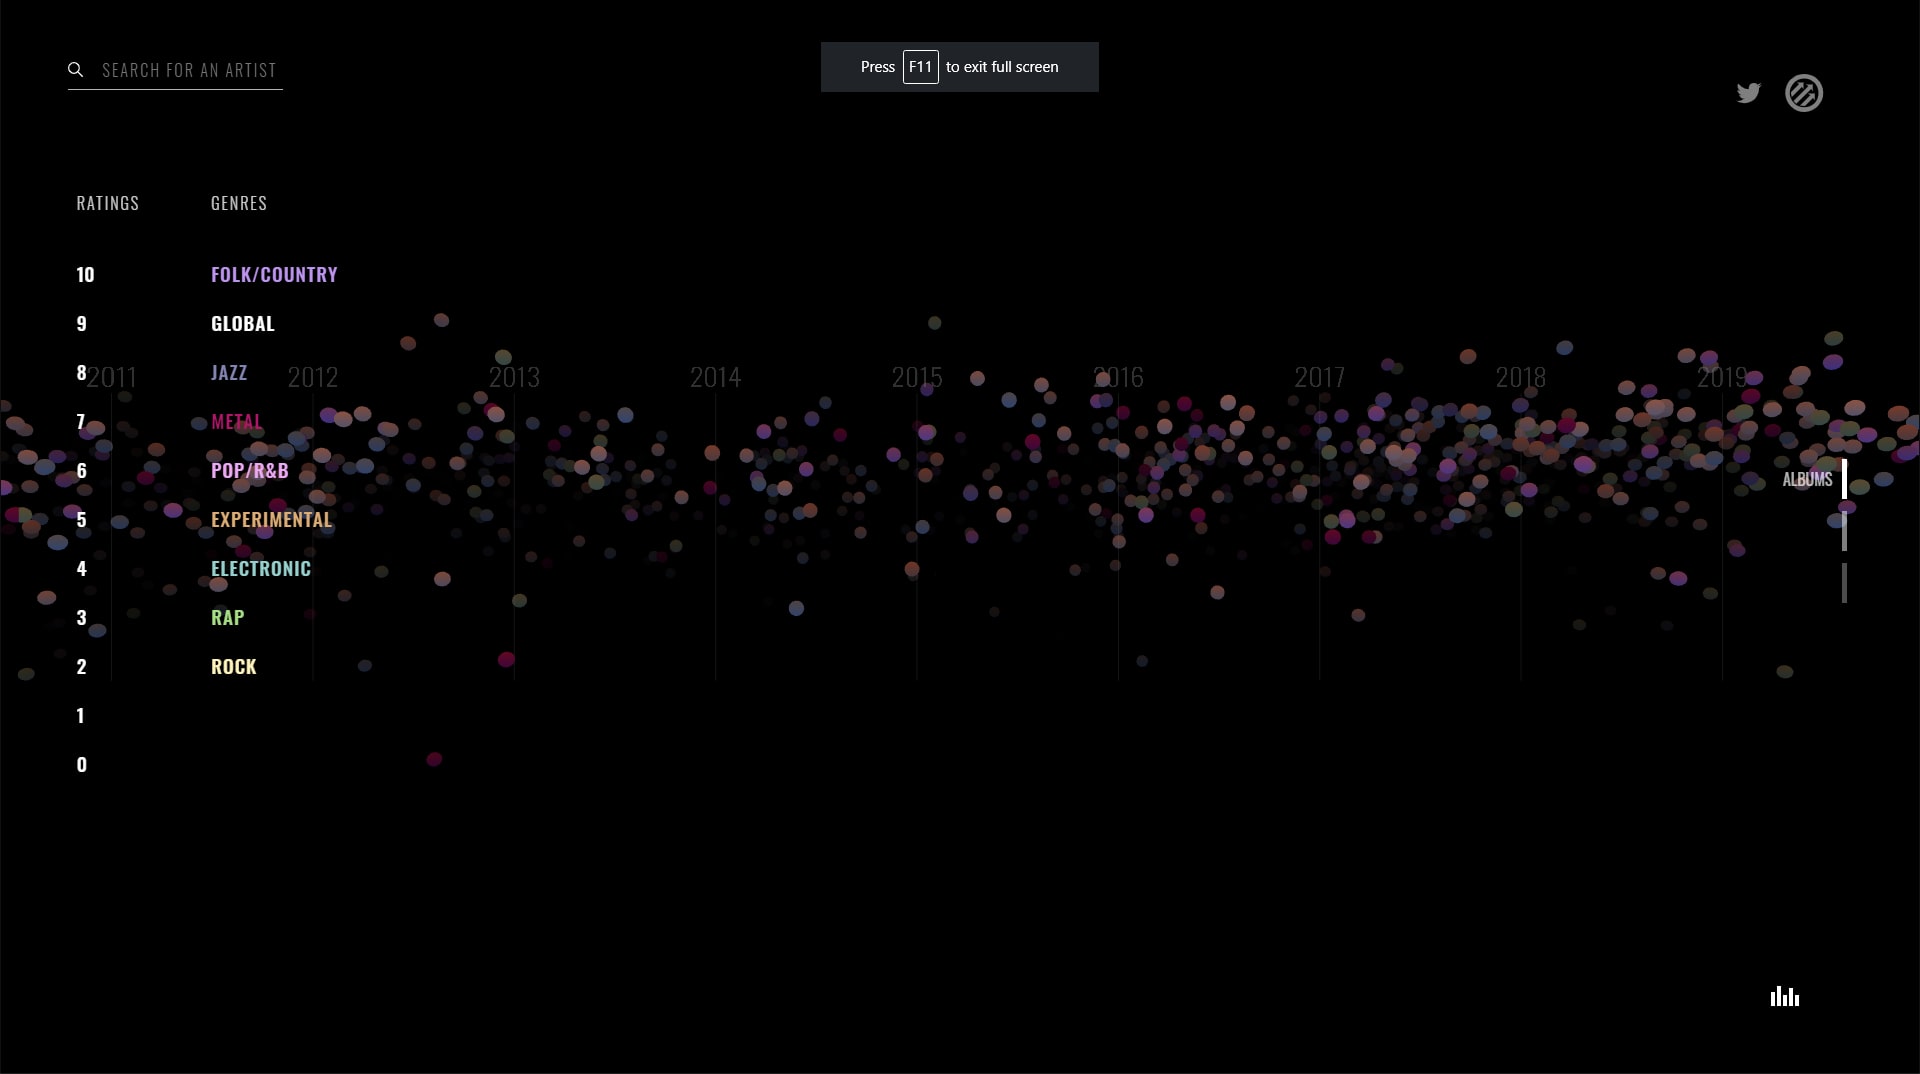 SEARCH FOR AN ARTIST
Press F11 to exit full screen
RATINGS
GENRES
10
FOLK/COUNTRY
9
GLOBAL
8
JAZZ
2011
2012
2013
2014
2015
2016
2017
2018
2019
7
METAL
6
POP/R&B
ALBUMS
5
EXPERIMENTAL
4
ELECTRONIC
3
RAP
2
ROCK
1
0